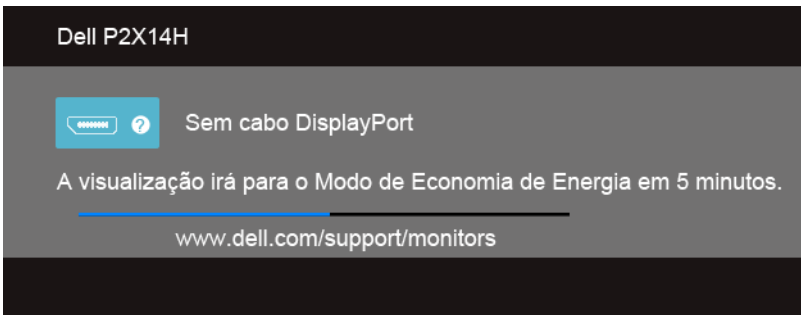 Dell P2X14H
Sem cabo DisplayPort
A visualização irá para o Modo de Economia de Energia em 5 minutos.
www.dell.com/support/monitors